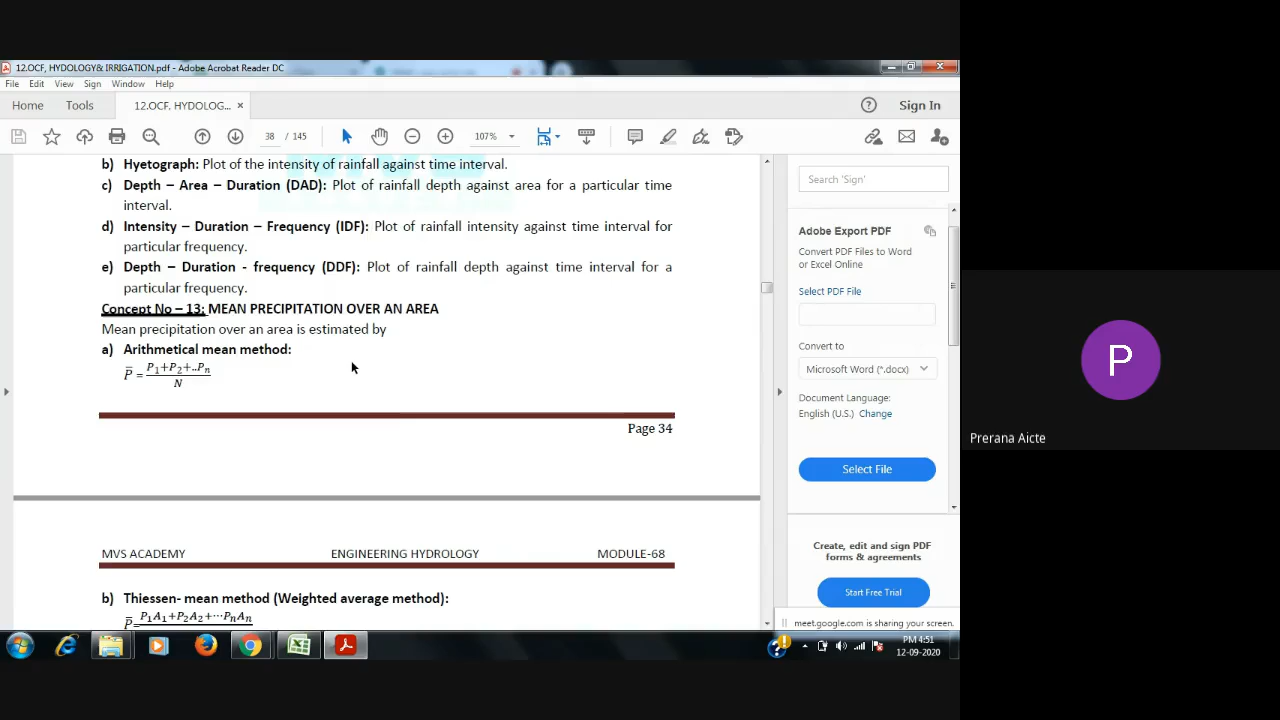 12.OCF, HYDOLOGY& IRRIGATION.pdf - Adobe Acrobat Reader DC
File Edit View Sign Window Help
Home Tools 12.OCF, HYDOLOG... × Sign In
38 / 145 107%
b) Hyetograph: Plot of the intensity of rainfall against time interval.
c) Depth – Area – Duration (DAD): Plot of rainfall depth against area for a particular time
interval.
d) Intensity – Duration – Frequency (IDF): Plot of rainfall intensity against time interval for
particular frequency.
e) Depth – Duration - frequency (DDF): Plot of rainfall depth against time interval for a
particular frequency.
Concept No – 13: MEAN PRECIPITATION OVER AN AREA
Mean precipitation over an area is estimated by
a) Arithmetical mean method:
P̅ = P₁+P₂+..Pₙ
N
Page 34
MVS ACADEMY ENGINEERING HYDROLOGY MODULE-68
b) Thiessen- mean method (Weighted average method):
P̅= P₁A₁+P₂A₂+⋯PₙAₙ
Search 'Sign'
Adobe Export PDF
Convert PDF Files to Word
or Excel Online
Select PDF File
Convert to
Microsoft Word (*.docx)
Document Language:
English (U.S.) Change
Select File
Create, edit and sign PDF
forms & agreements
Start Free Trial
meet.google.com is sharing your screen.
PM 4:51
12-09-2020
P
Prerana Aicte